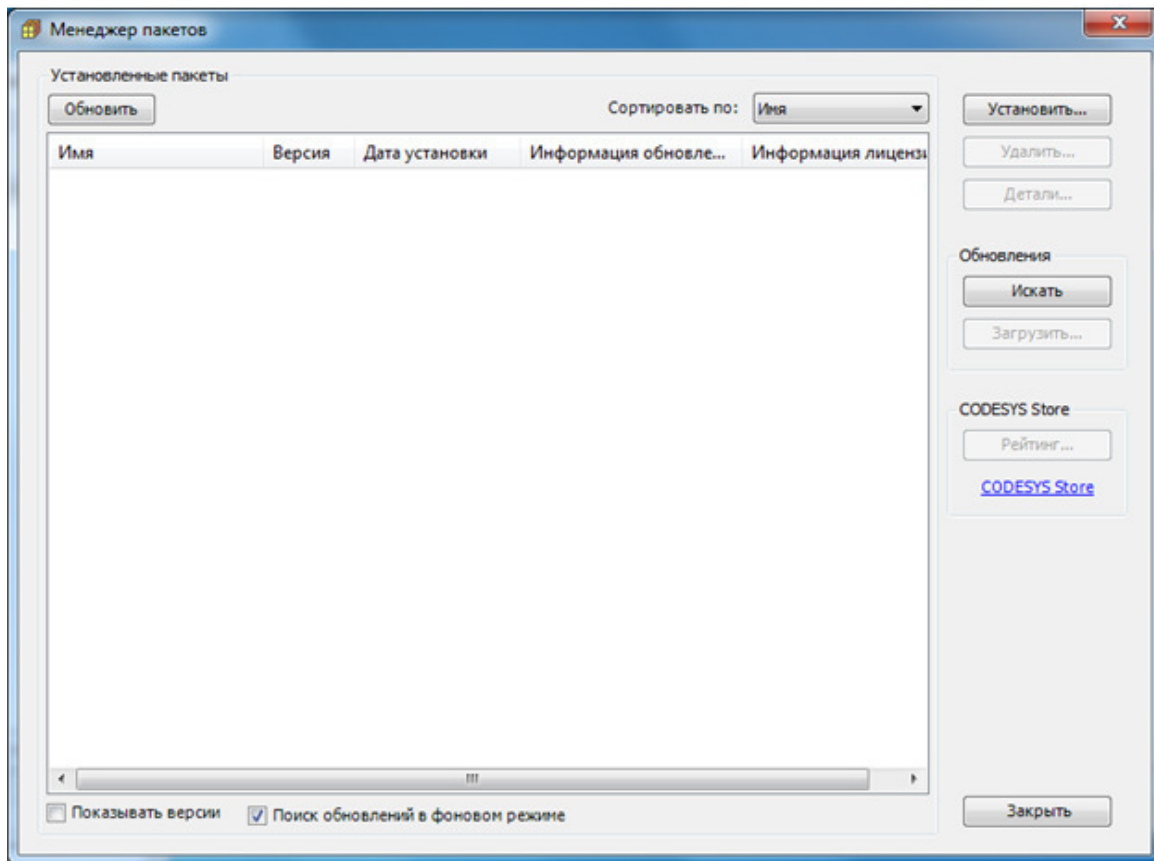 Менеджер пакетов
Установленные пакеты
Обновить
Сортировать по: Имя
Имя Версия Дата установки Информация обновле... Информация лиценз
Показывать версии
Поиск обновлений в фоновом режиме
Установить...
Удалить...
Детали...
Обновления
Искать
Загрузить...
CODESYS Store
Рейтинг...
CODESYS Store
Закрыть